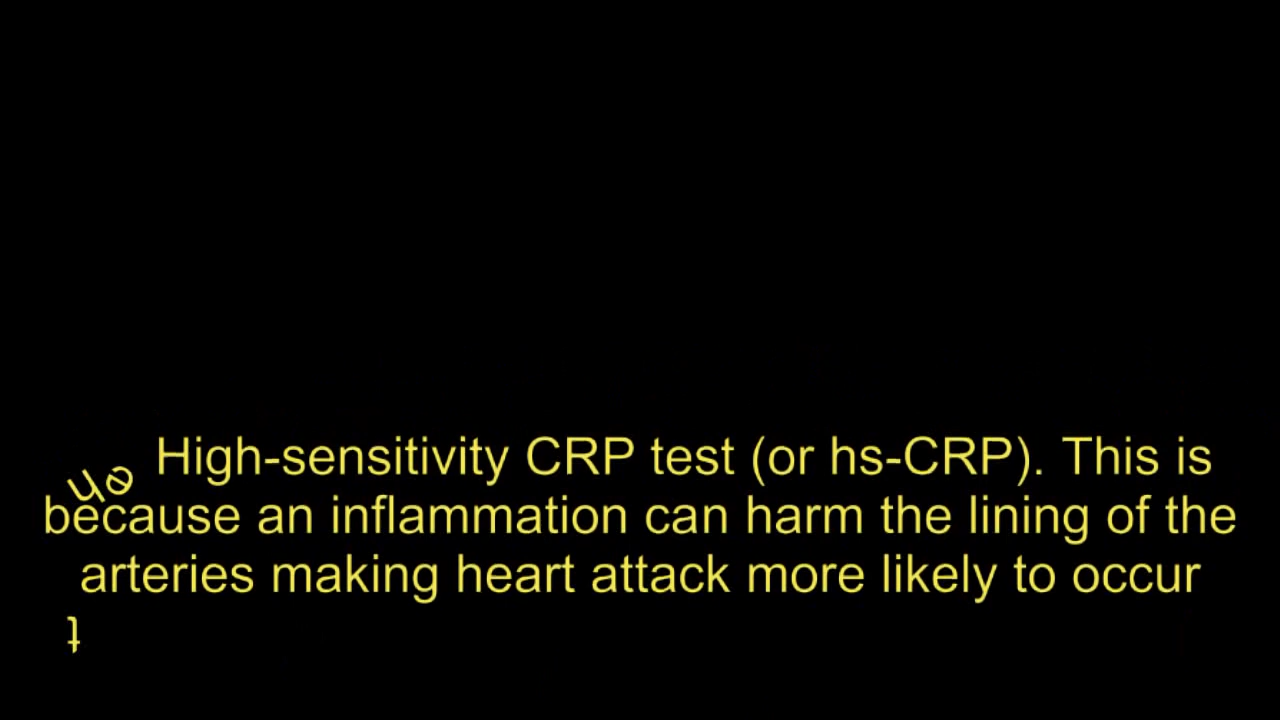 High-sensitivity CRP test (or hs-CRP). This is
because an inflammation can harm the lining of the
arteries making heart attack more likely to occur